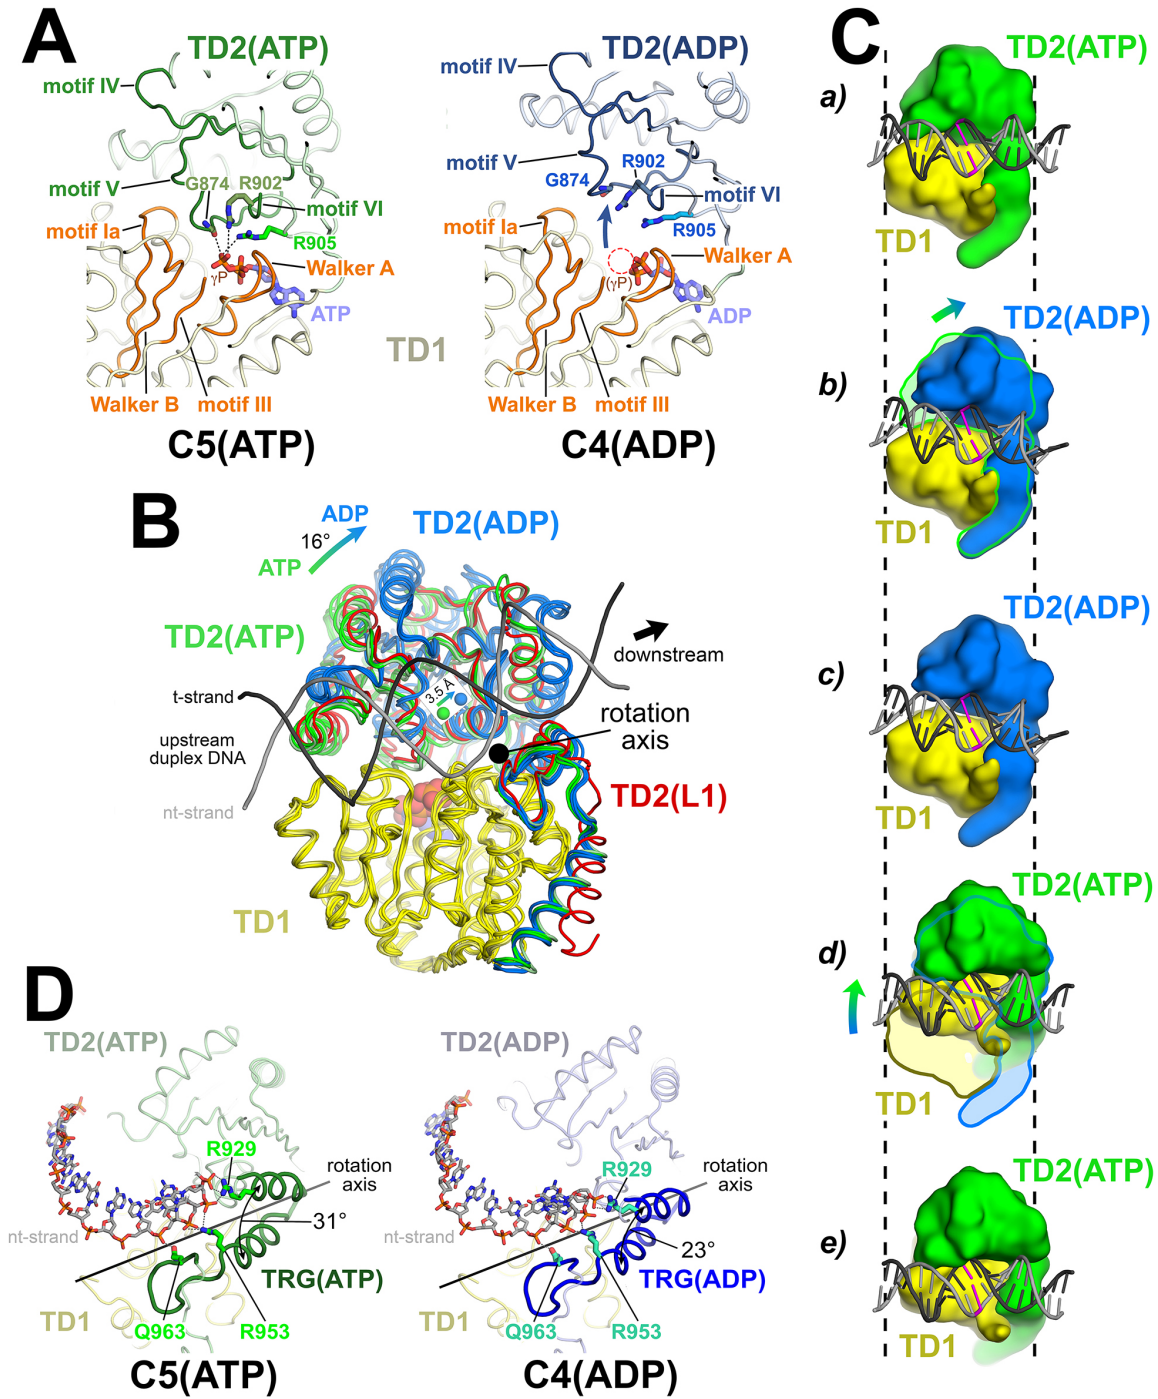 A
TD2(ATP)
motif IV
motif V
G874
R902
motif VI
motif Ia
R905
Walker A
γP
ATP
Walker B
motif III
C5(ATP)
TD1
TD2(ADP)
motif IV
motif V
R902
G874
motif VI
motif Ia
R905
Walker A
(γP)
ADP
Walker B
motif III
C4(ADP)
B
ADP
16°
ATP
TD2(ADP)
TD2(ATP)
downstream
t-strand
3.5 Å
rotation
axis
upstream
duplex DNA
TD2(L1)
nt-strand
TD1
C
TD2(ATP)
a)
TD1
TD2(ADP)
b)
TD1
TD2(ADP)
c)
TD1
TD2(ATP)
d)
TD1
TD2(ATP)
e)
TD1
D
TD2(ATP)
R929
rotation
axis
31°
nt-strand
TRG(ATP)
TD1
Q963
R953
C5(ATP)
TD2(ADP)
R929
rotation
axis
nt-strand
23°
TRG(ADP)
TD1
Q963
R953
C4(ADP)